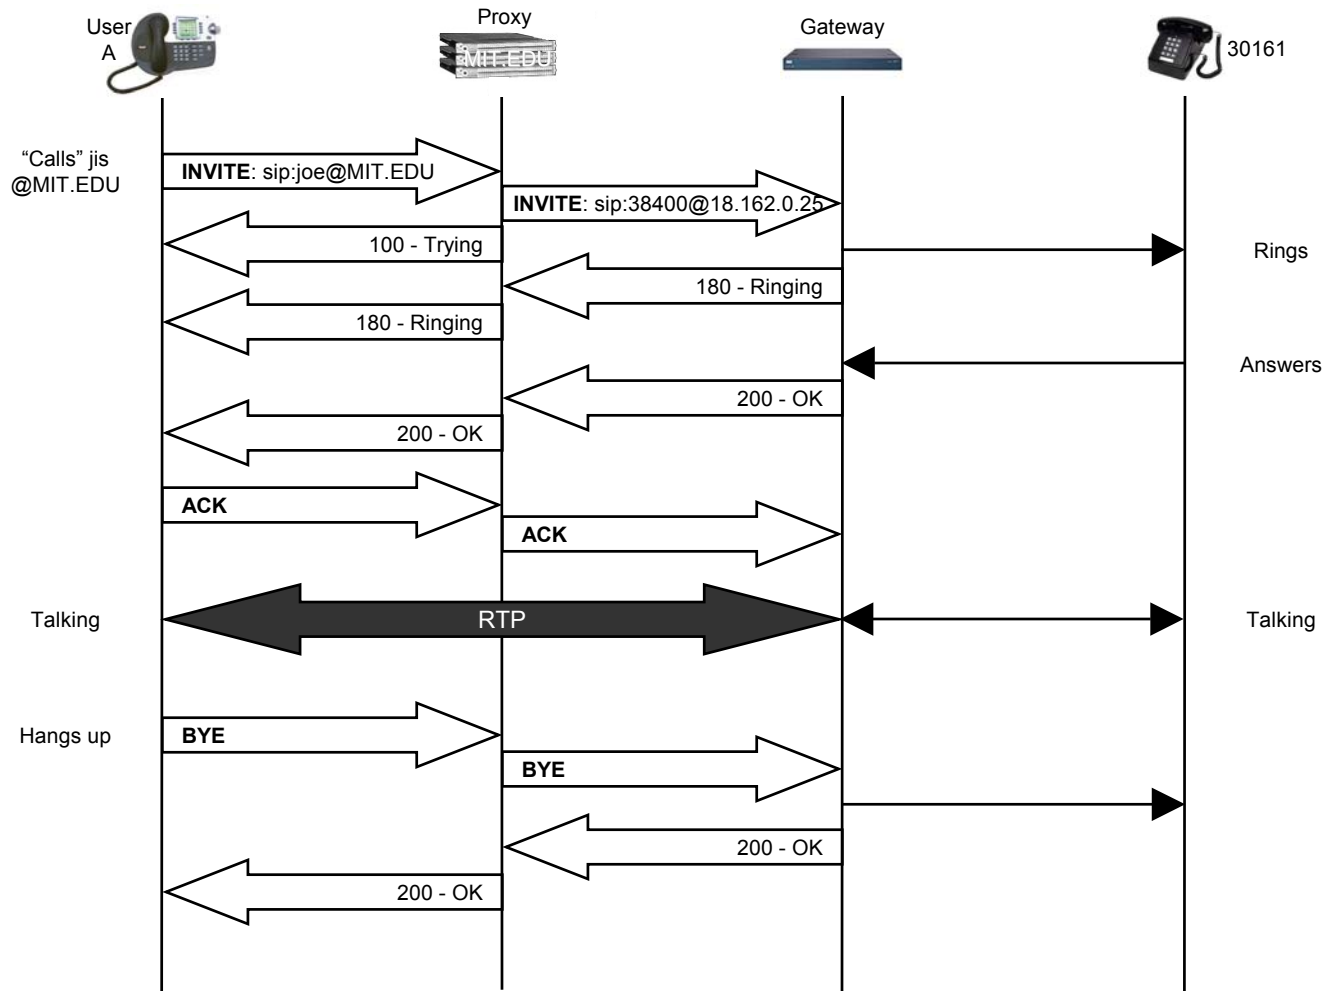 User
A
Proxy
MIT.EDU
Gateway
30161
“Calls” jis
@MIT.EDU
INVITE: sip:joe@MIT.EDU
INVITE: sip:38400@18.162.0.25
100 - Trying
Rings
180 - Ringing
180 - Ringing
Answers
200 - OK
200 - OK
ACK
ACK
Talking
RTP
Talking
Hangs up
BYE
BYE
200 - OK
200 - OK